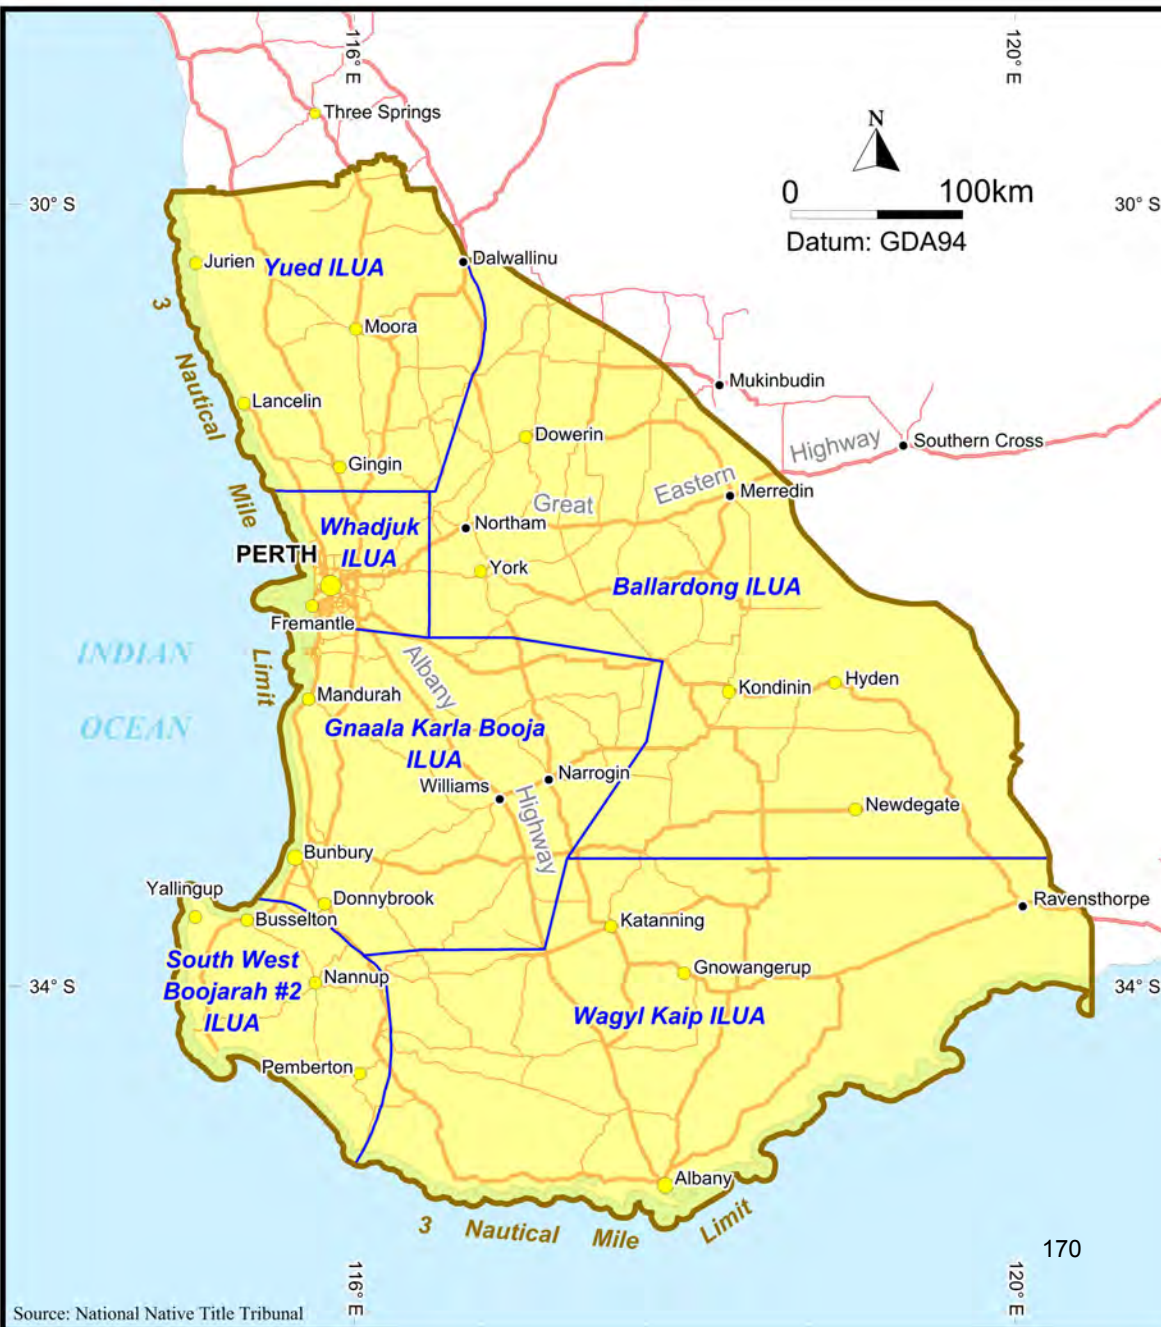 116° E
120° E
Three Springs
N
0 100km
Datum: GDA94
30° S
30° S
Jurien
Yued ILUA
Dalwallinu
Moora
Mukinbudin
Lancelin
Dowerin
Highway
Southern Cross
Gingin
Eastern
Merredin
Great
Northam
Whadjuk
ILUA
PERTH
York
Ballardong ILUA
Fremantle
3 Nautical Mile Limit
INDIAN
OCEAN
Albany
Mandurah
Kondinin
Hyden
Gnaala Karla Booja
ILUA
Narrogin
Williams
Highway
Newdegate
Bunbury
Yallingup
Donnybrook
Busselton
Katanning
Ravensthorpe
South West
Boojarah #2
ILUA
Nannup
Gnowangerup
34° S
34° S
Wagyl Kaip ILUA
Pemberton
Albany
3 Nautical Mile Limit
170
116° E
120° E
Source: National Native Title Tribunal